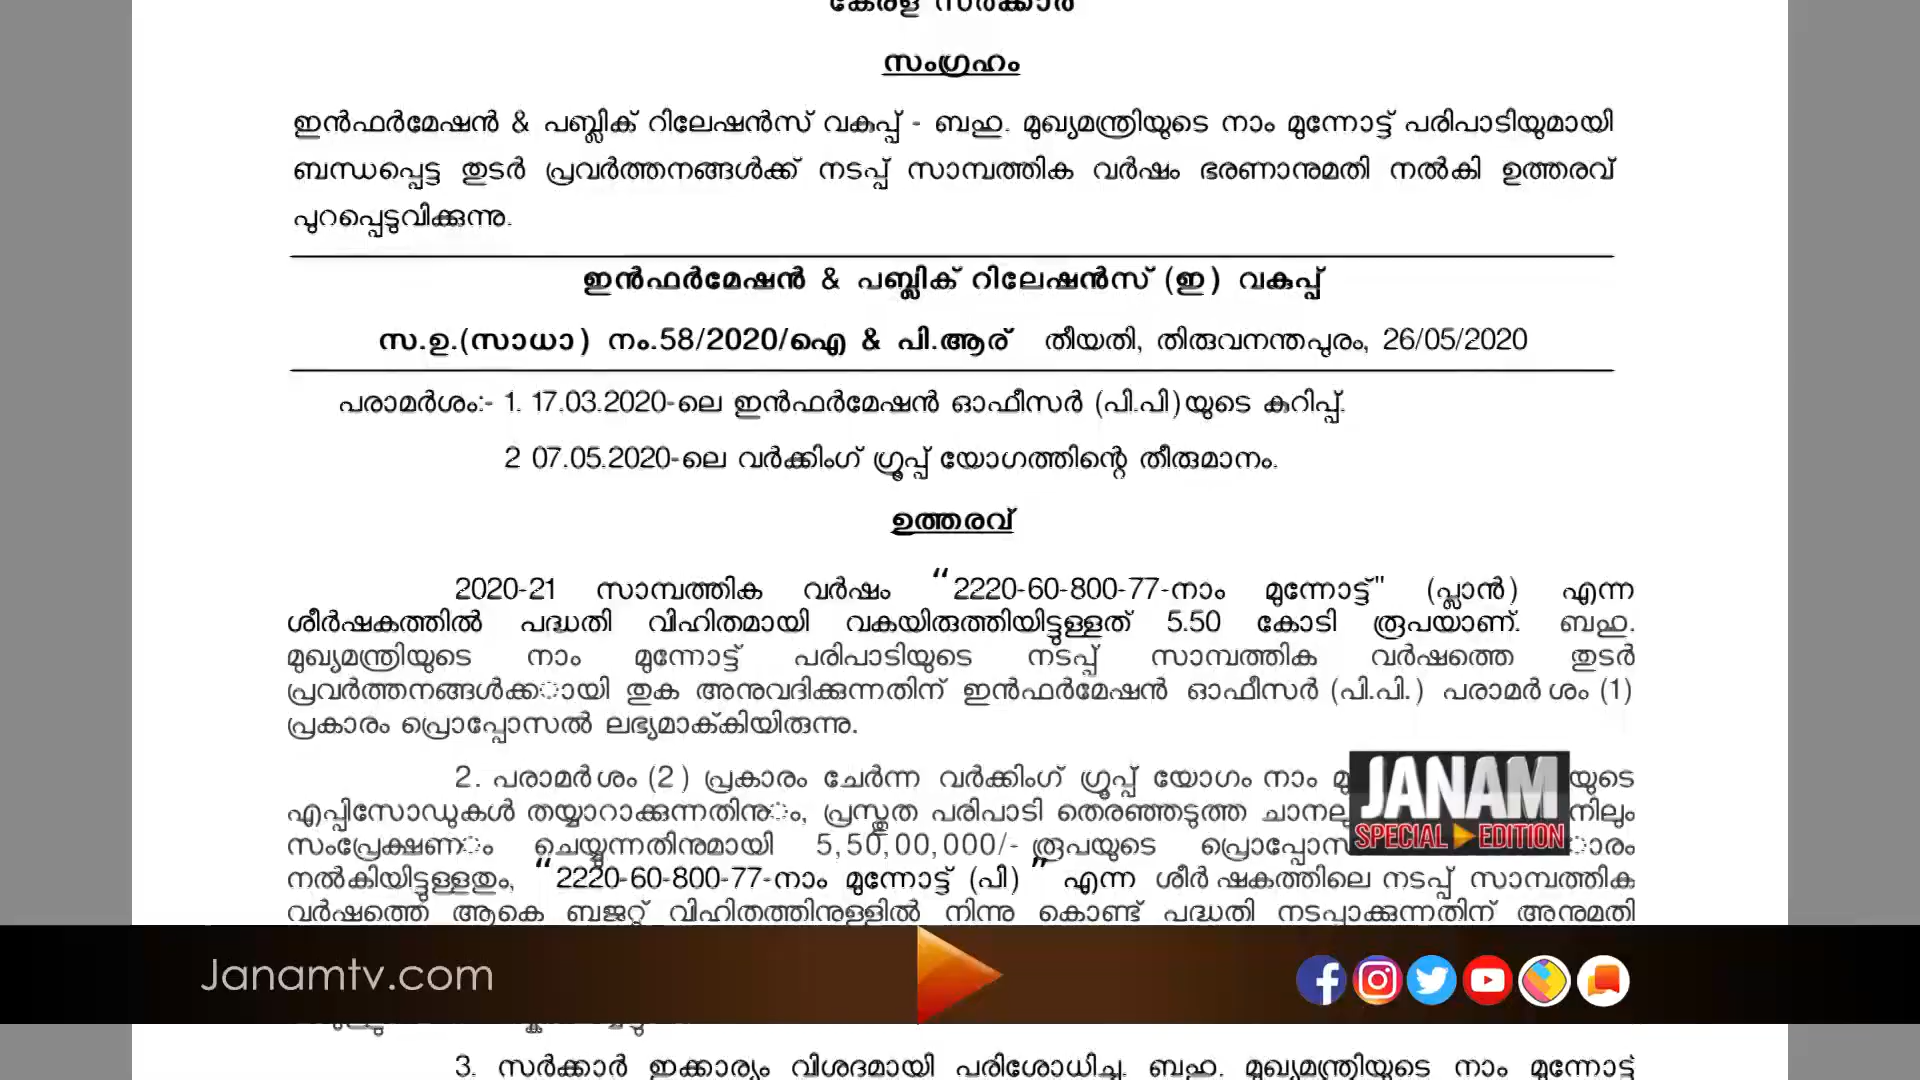 കേരള സർക്കാർ
സംഗ്രഹം
ഇൻഫർമേഷൻ & പബ്ലിക് റിലേഷൻസ് വകുപ്പ് - ബഹു. മുഖ്യമന്ത്രിയുടെ നാം മുന്നോട്ട് പരിപാടിയുമായി
ബന്ധപ്പെട്ട തുടർ പ്രവർത്തനങ്ങൾക്ക് നടപ്പ് സാമ്പത്തിക വർഷം ഭരണാനുമതി നൽകി ഉത്തരവ്
പുറപ്പെടുവിക്കുന്നു.
ഇൻഫർമേഷൻ & പബ്ലിക് റിലേഷൻസ് (ഇ) വകുപ്പ്
സ.ഉ.(സാധാ) നം.58/2020/ഐ & പി.ആര് തീയതി, തിരുവനന്തപുരം, 26/05/2020
പരാമർശം:- 1. 17.03.2020-ലെ ഇൻഫർമേഷൻ ഓഫീസർ (പി.പി)യുടെ കുറിപ്പ്.
2 07.05.2020-ലെ വർക്കിംഗ് ഗ്രൂപ്പ് യോഗത്തിന്റെ തീരുമാനം.
ഉത്തരവ്
2020-21 സാമ്പത്തിക വർഷം “2220-60-800-77-നാം മുന്നോട്ട്" (പ്ലാൻ) എന്ന
ശീർഷകത്തിൽ പദ്ധതി വിഹിതമായി വകയിരുത്തിയിട്ടുള്ളത് 5.50 കോടി രൂപയാണ്. ബഹു.
മുഖ്യമന്ത്രിയുടെ നാം മുന്നോട്ട് പരിപാടിയുടെ നടപ്പ് സാമ്പത്തിക വർഷത്തെ തുടർ
പ്രവർത്തനങ്ങൾക്കായി തുക അനുവദിക്കുന്നതിന് ഇൻഫർമേഷൻ ഓഫീസർ (പി.പി.) പരാമർശം (1)
പ്രകാരം പ്രൊപ്പോസൽ ലഭ്യമാക്കിയിരുന്നു.
2. പരാമർശം (2) പ്രകാരം ചേർന്ന വർക്കിംഗ് ഗ്രൂപ്പ് യോഗം നാം
എപ്പിസോഡുകൾ തയ്യാറാക്കുന്നതിനും, പ്രസ്തുത പരിപാടി തെരഞ്ഞടുത്ത
സംപ്രേക്ഷണം ചെയ്യുന്നതിനുമായി 5,50,00,000/- രൂപയുടെ
നൽകിയിട്ടുള്ളതും, “2220-60-800-77-നാം മുന്നോട്ട് (പി)” എന്ന ശീർഷകത്തിലെ നടപ്പ് സാമ്പത്തിക
വർഷത്തെ ആകെ ബജറ്റ് വിഹിതത്തിനുള്ളിൽ നിന്നു കൊണ്ട് പദ്ധതി നടപ്പാക്കുന്നതിന് അനുമതി
JANAM
SPECIAL EDITION
Janamtv.com
3. സർക്കാർ ഇക്കാര്യം വിശദമായി പരിശോധിച്ചു. ബഹു. മുഖ്യമന്ത്രിയുടെ നാം മുന്നോട്ട്